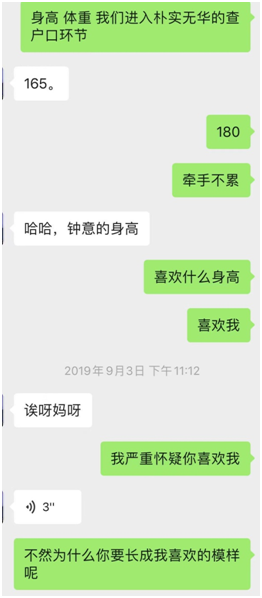 身高 体重 我们进入朴实无华的查
户口环节
165。
180
牵手不累
哈哈，钟意的身高
喜欢什么身高
喜欢我
2019年9月3日 下午11:12
诶呀妈呀
我严重怀疑你喜欢我
3"
不然为什么你要长成我喜欢的模样
呢